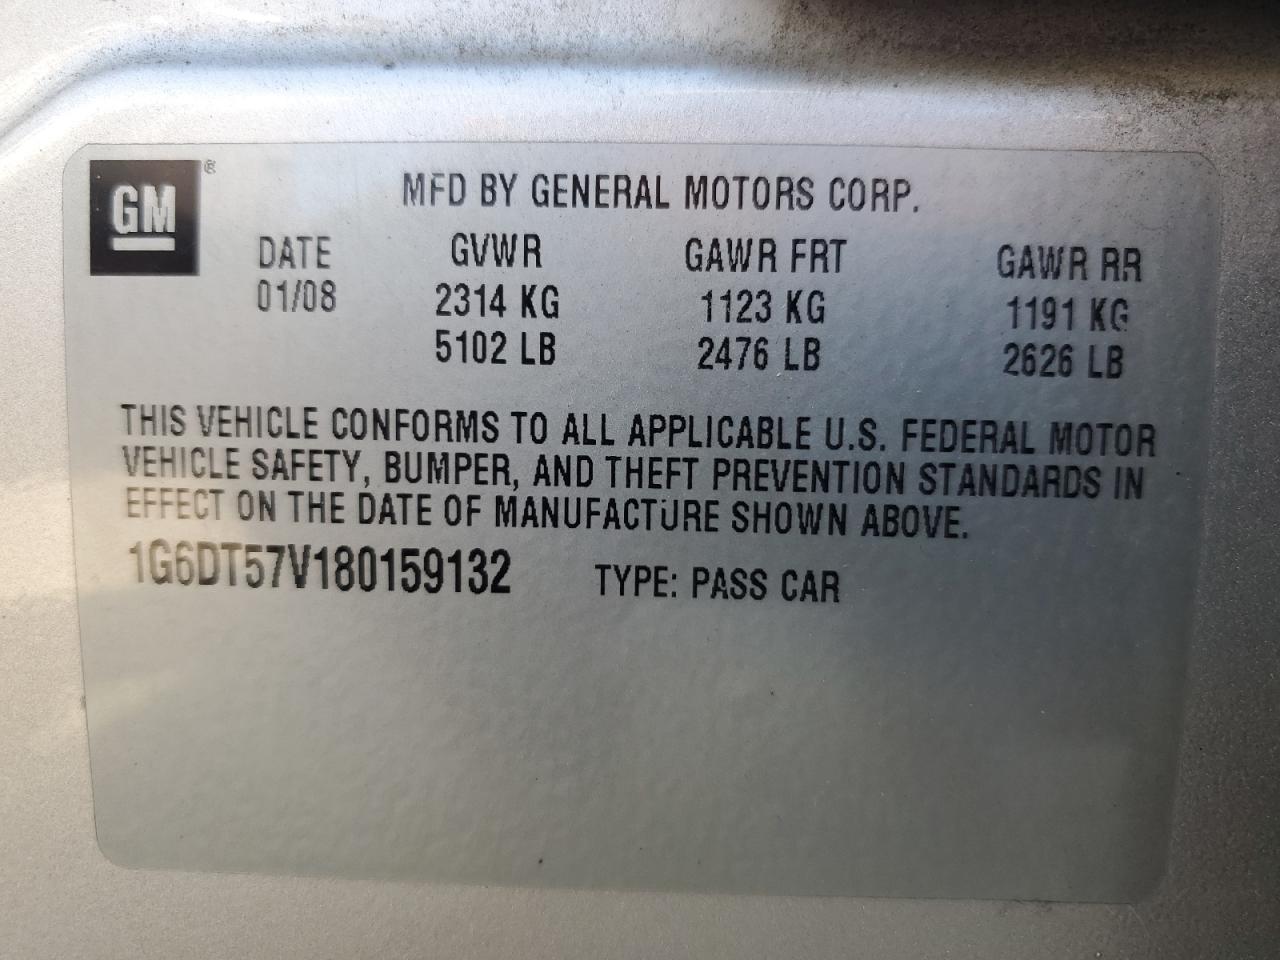 GM®
MFD BY GENERAL MOTORS CORP.
DATE GVWR GAWR FRT GAWR RR
01/08 2314 KG 1123 KG 1191 KG
5102 LB 2476 LB 2626 LB
THIS VEHICLE CONFORMS TO ALL APPLICABLE U.S. FEDERAL MOTOR
VEHICLE SAFETY, BUMPER, AND THEFT PREVENTION STANDARDS IN
EFFECT ON THE DATE OF MANUFACTURE SHOWN ABOVE.
1G6DT57V180159132 TYPE: PASS CAR